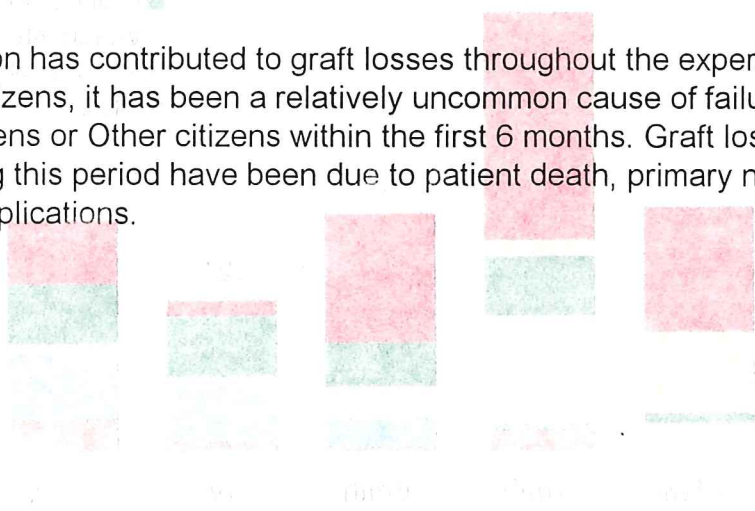 on has contributed to graft losses throughout the exper
zens, it has been a relatively uncommon cause of failu
ens or Other citizens within the first 6 months. Graft los
g this period have been due to patient death, primary n
plications.